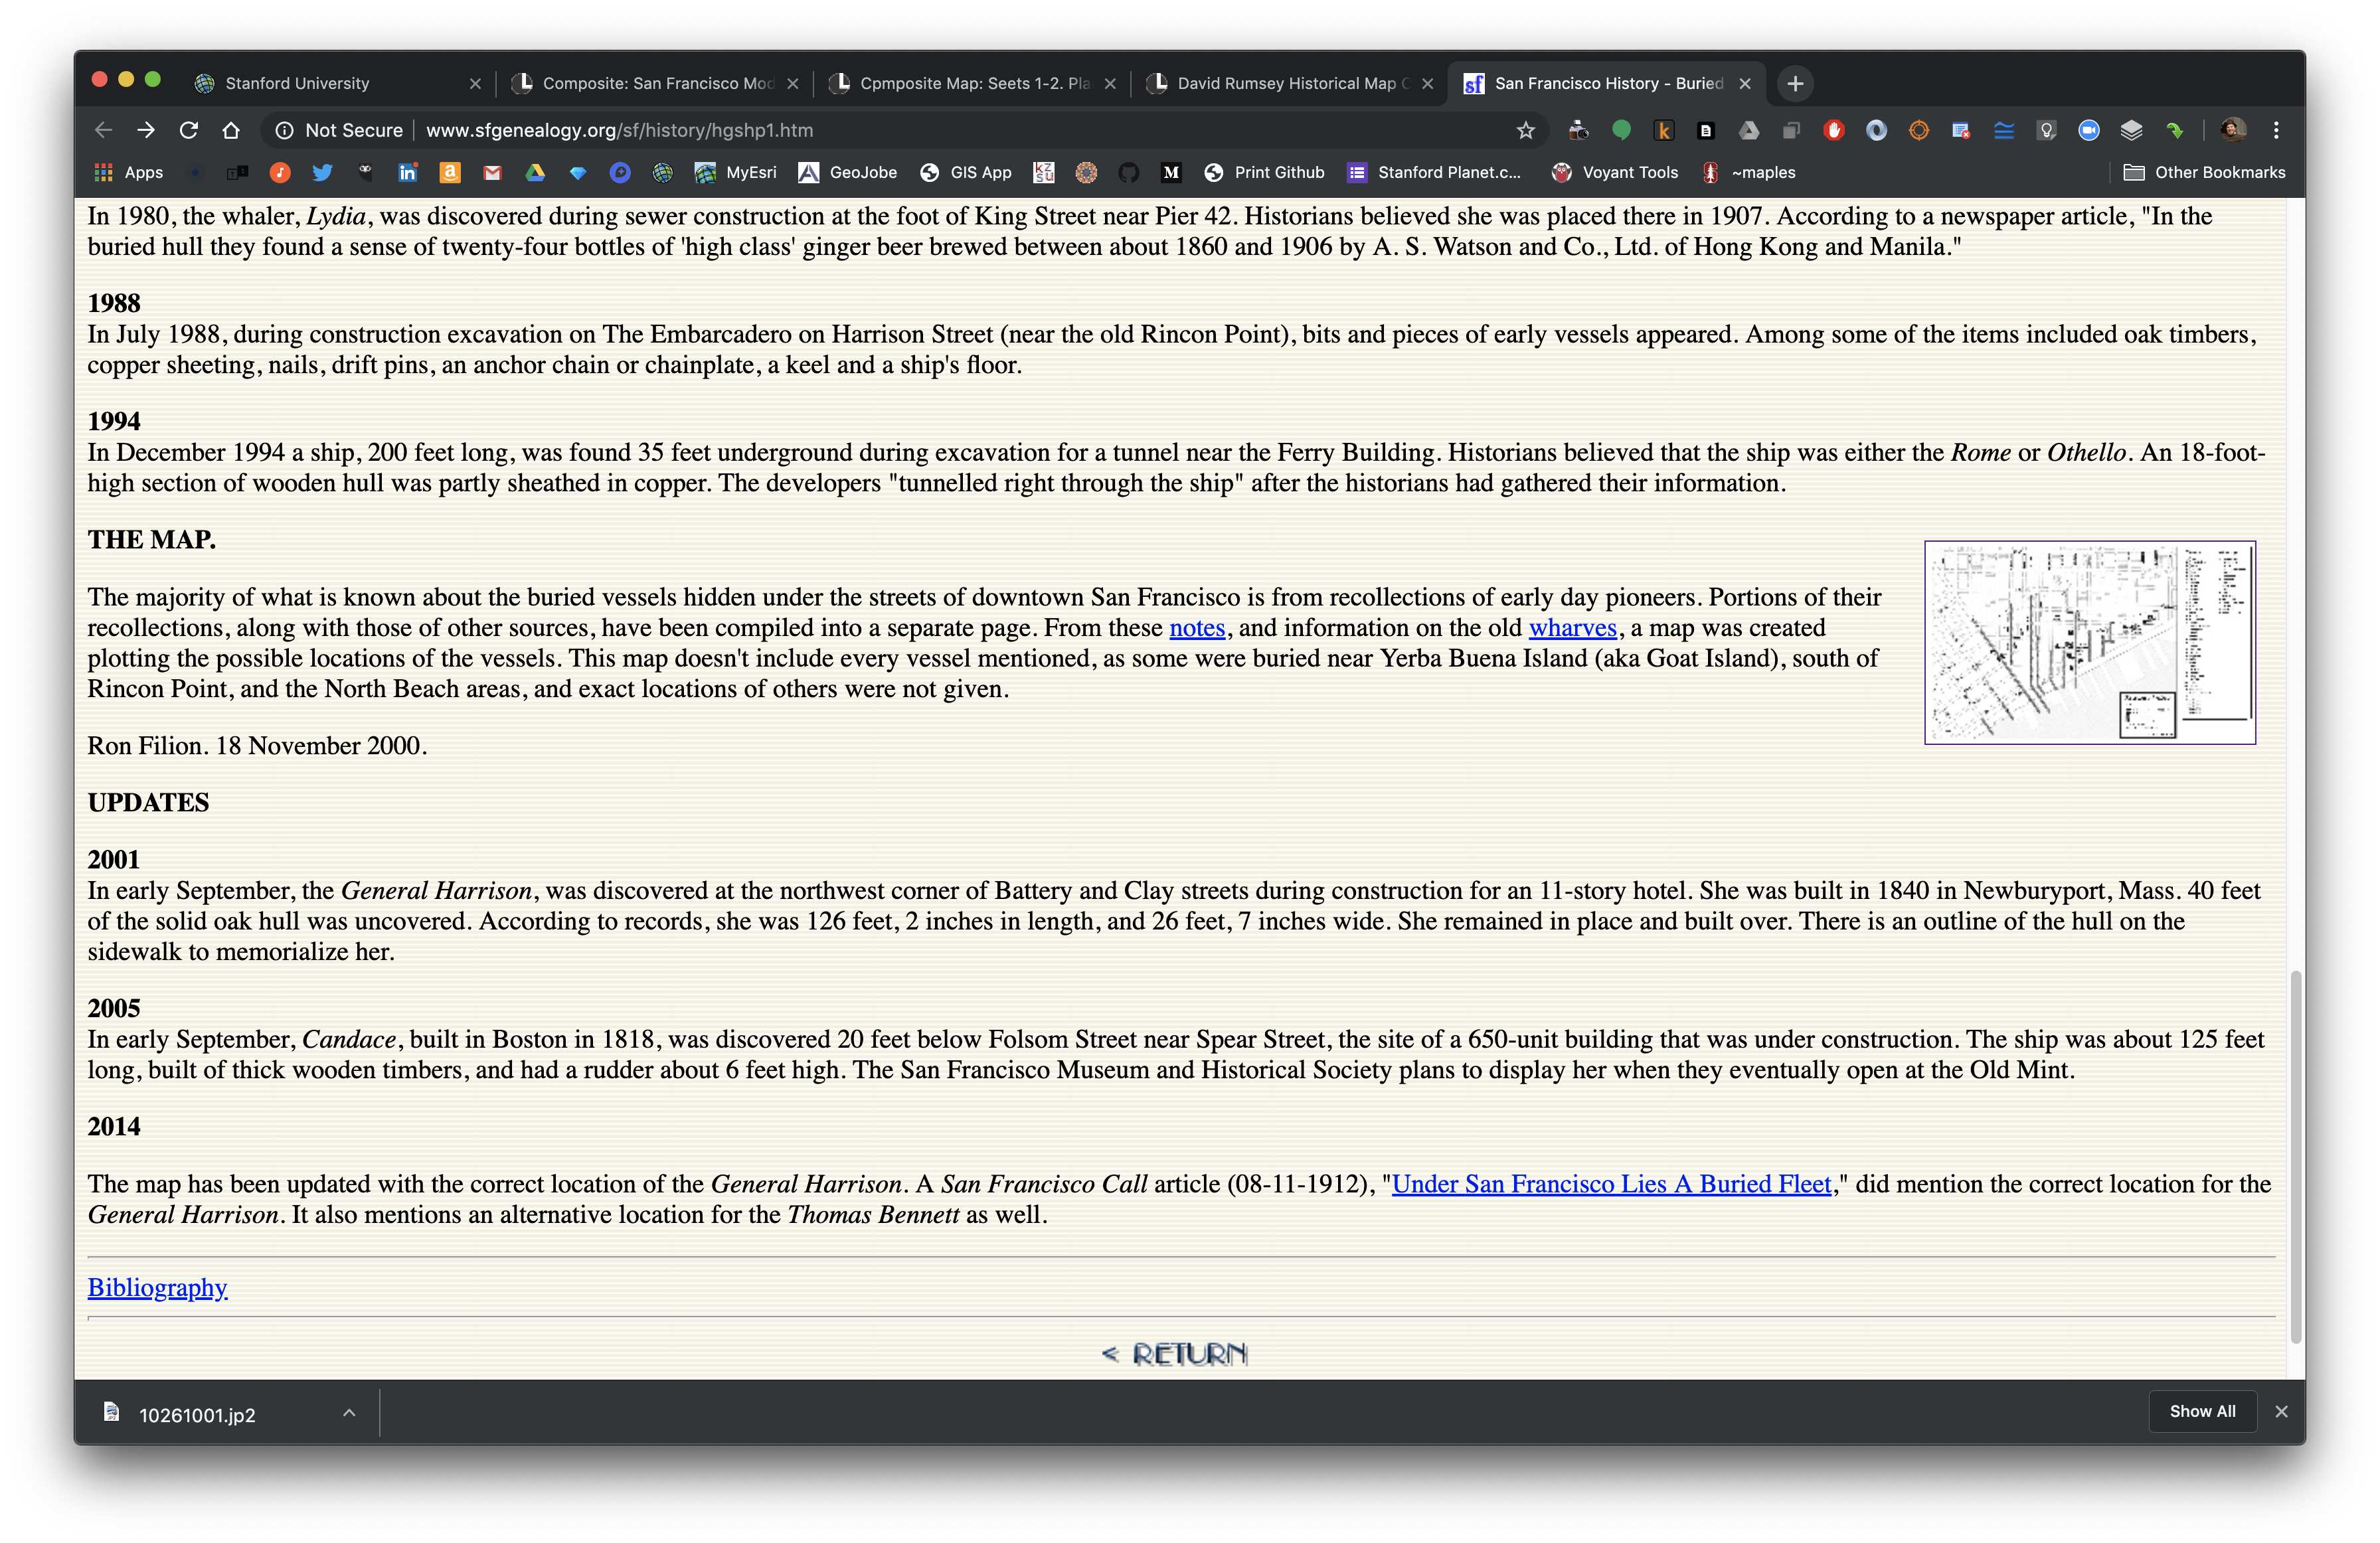 Stanford University
Composite: San Francisco Mod
Cpmposite Map: Seets 1-2. Pla
David Rumsey Historical Map C
sf San Francisco History - Buried
Not Secure www.sfgenealogy.org/sf/history/hgshp1.htm
Apps MyEsri GeoJobe GIS App kzsu M Print Github Stanford Planet.c... Voyant Tools ~maples Other Bookmarks
In 1980, the whaler, Lydia, was discovered during sewer construction at the foot of King Street near Pier 42. Historians believed she was placed there in 1907. According to a newspaper article, "In the
buried hull they found a sense of twenty-four bottles of 'high class' ginger beer brewed between about 1860 and 1906 by A. S. Watson and Co., Ltd. of Hong Kong and Manila."
1988
In July 1988, during construction excavation on The Embarcadero on Harrison Street (near the old Rincon Point), bits and pieces of early vessels appeared. Among some of the items included oak timbers,
copper sheeting, nails, drift pins, an anchor chain or chainplate, a keel and a ship's floor.
1994
In December 1994 a ship, 200 feet long, was found 35 feet underground during excavation for a tunnel near the Ferry Building. Historians believed that the ship was either the Rome or Othello. An 18-foot-
high section of wooden hull was partly sheathed in copper. The developers "tunnelled right through the ship" after the historians had gathered their information.
THE MAP.
The majority of what is known about the buried vessels hidden under the streets of downtown San Francisco is from recollections of early day pioneers. Portions of their
recollections, along with those of other sources, have been compiled into a separate page. From these notes, and information on the old wharves, a map was created
plotting the possible locations of the vessels. This map doesn't include every vessel mentioned, as some were buried near Yerba Buena Island (aka Goat Island), south of
Rincon Point, and the North Beach areas, and exact locations of others were not given.
Ron Filion. 18 November 2000.
UPDATES
2001
In early September, the General Harrison, was discovered at the northwest corner of Battery and Clay streets during construction for an 11-story hotel. She was built in 1840 in Newburyport, Mass. 40 feet
of the solid oak hull was uncovered. According to records, she was 126 feet, 2 inches in length, and 26 feet, 7 inches wide. She remained in place and built over. There is an outline of the hull on the
sidewalk to memorialize her.
2005
In early September, Candace, built in Boston in 1818, was discovered 20 feet below Folsom Street near Spear Street, the site of a 650-unit building that was under construction. The ship was about 125 feet
long, built of thick wooden timbers, and had a rudder about 6 feet high. The San Francisco Museum and Historical Society plans to display her when they eventually open at the Old Mint.
2014
The map has been updated with the correct location of the General Harrison. A San Francisco Call article (08-11-1912), "Under San Francisco Lies A Buried Fleet," did mention the correct location for the
General Harrison. It also mentions an alternative location for the Thomas Bennett as well.
Bibliography
< RETURN
10261001.jp2
Show All